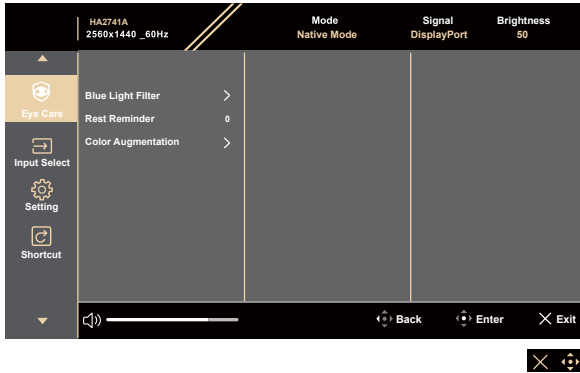 HA2741A
2560x1440 _60Hz
Mode
Native Mode
Signal
DisplayPort
Brightness
50
Eye Care
Input Select
Setting
Shortcut
Blue Light Filter
Rest Reminder 0
Color Augmentation
Back
Enter
Exit